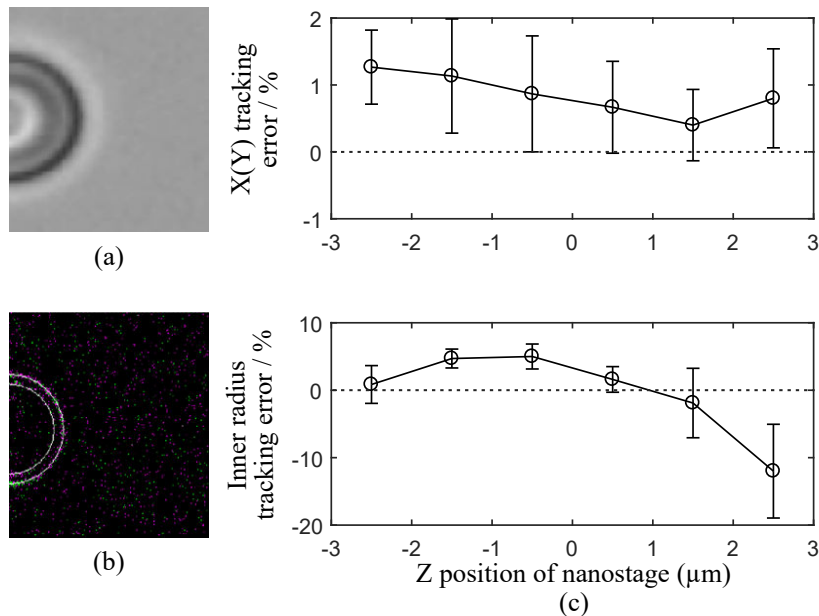 (a)
X(Y) tracking
error / %
2
1
0
-1
-3 -2 -1 0 1 2 3
(b)
Inner radius
tracking error / %
10
0
-10
-20
-3 -2 -1 0 1 2 3
Z position of nanostage (μm)
(c)